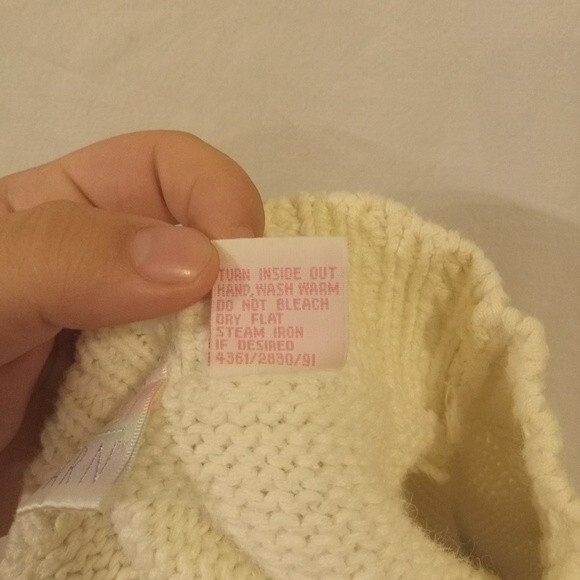 TURN INSIDE OUT
HAND, WASH WARM
DO NOT BLEACH
DRY FLAT
STEAM IRON
IF DESIRED
4361/2830/91